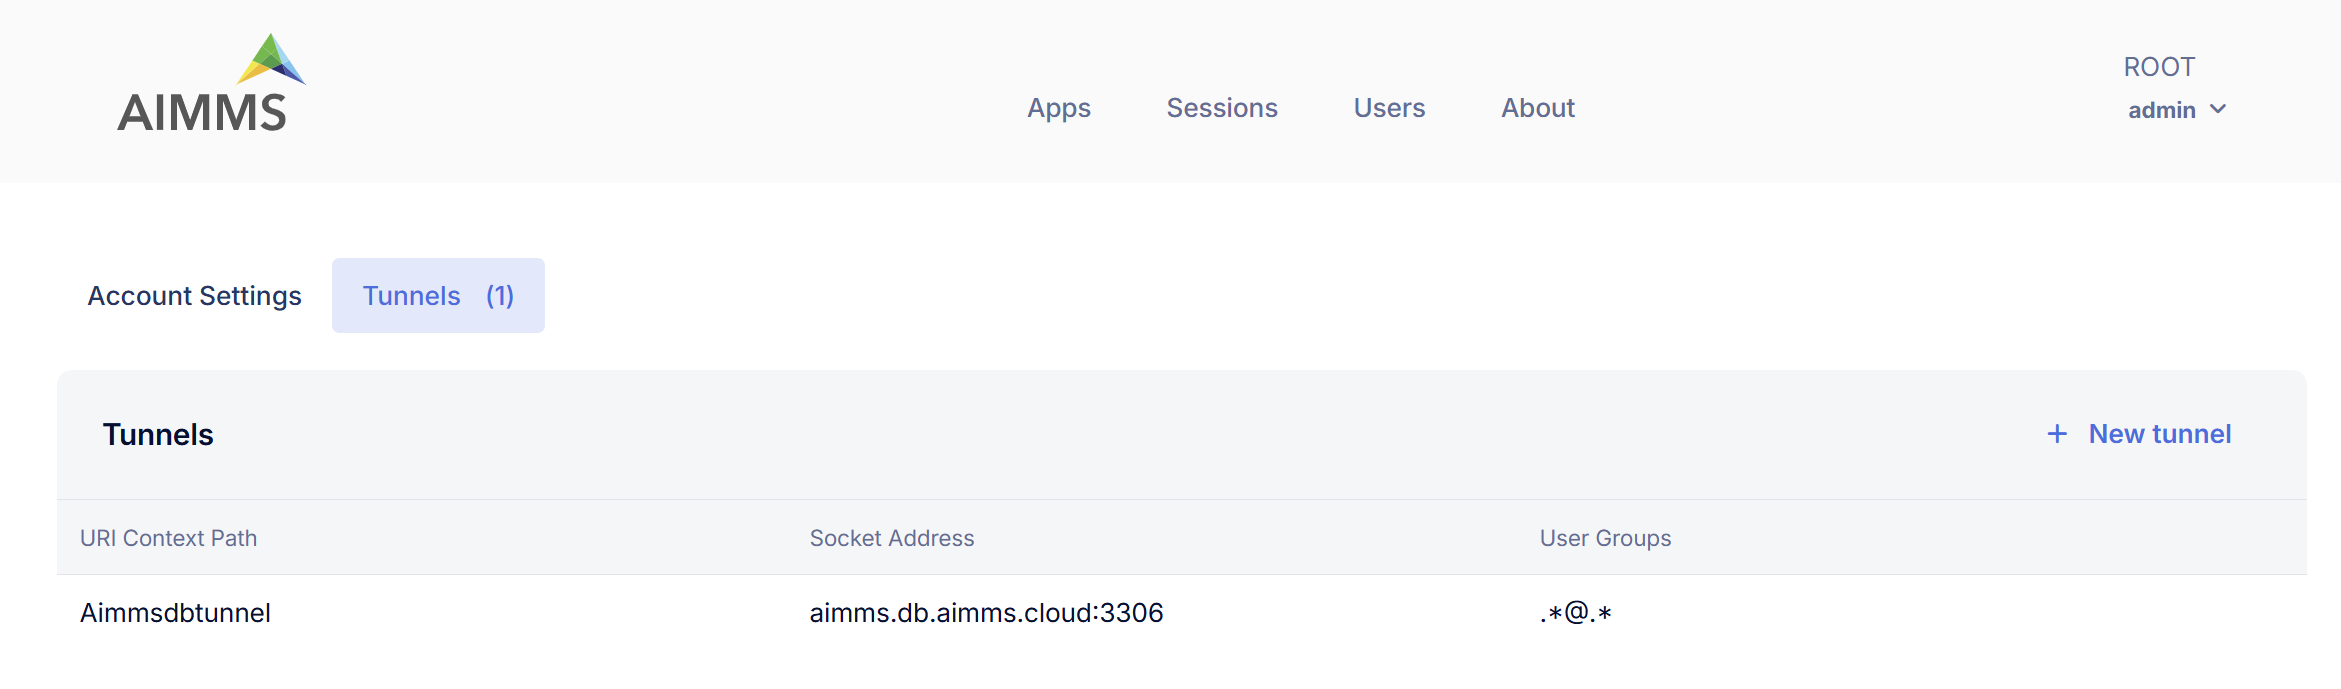 AIMMS
Apps Sessions Users About
ROOT
admin
Account Settings Tunnels (1)
Tunnels + New tunnel
URI Context Path Socket Address User Groups
Aimmsdbtunnel aimms.db.aimms.cloud:3306 .*@.*